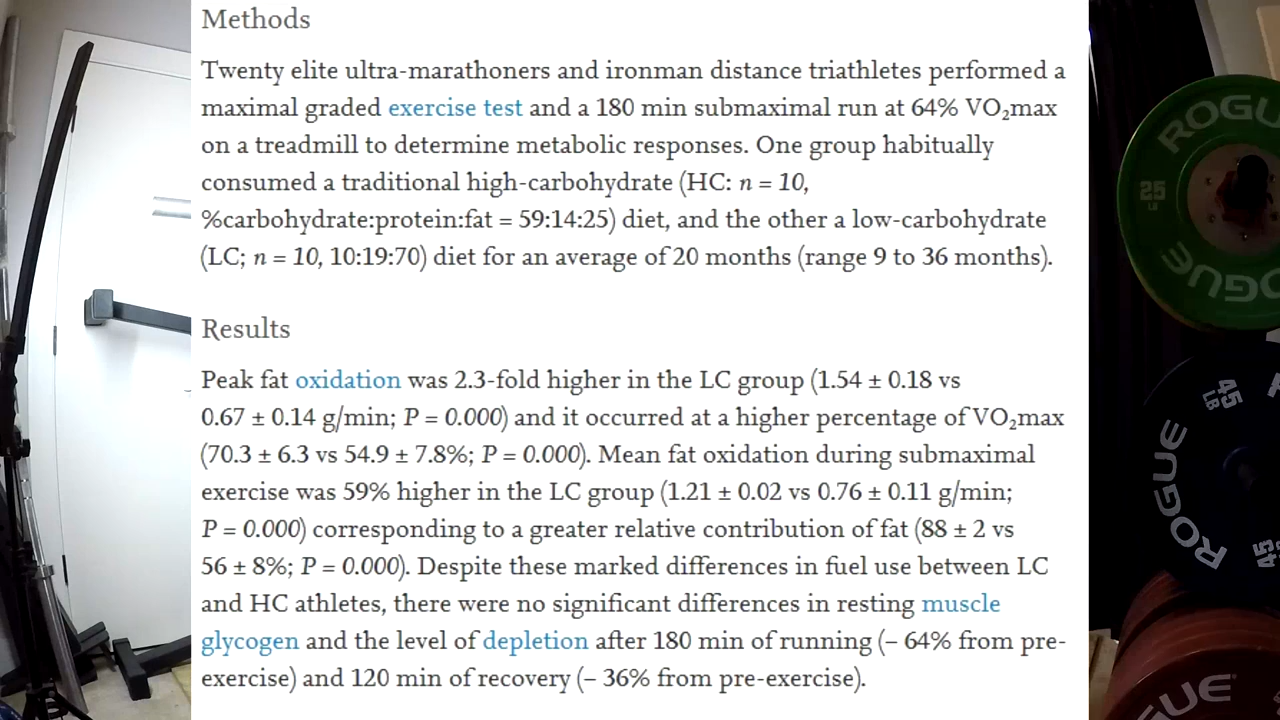 Methods
Twenty elite ultra-marathoners and ironman distance triathletes performed a
maximal graded exercise test and a 180 min submaximal run at 64% VO₂max
on a treadmill to determine metabolic responses. One group habitually
consumed a traditional high-carbohydrate (HC: n = 10,
%carbohydrate:protein:fat = 59:14:25) diet, and the other a low-carbohydrate
(LC; n = 10, 10:19:70) diet for an average of 20 months (range 9 to 36 months).
Results
Peak fat oxidation was 2.3-fold higher in the LC group (1.54 ± 0.18 vs
0.67 ± 0.14 g/min; P = 0.000) and it occurred at a higher percentage of VO₂max
(70.3 ± 6.3 vs 54.9 ± 7.8%; P = 0.000). Mean fat oxidation during submaximal
exercise was 59% higher in the LC group (1.21 ± 0.02 vs 0.76 ± 0.11 g/min;
P = 0.000) corresponding to a greater relative contribution of fat (88 ± 2 vs
56 ± 8%; P = 0.000). Despite these marked differences in fuel use between LC
and HC athletes, there were no significant differences in resting muscle
glycogen and the level of depletion after 180 min of running (– 64% from pre-
exercise) and 120 min of recovery (– 36% from pre-exercise).
ROGU
25
LB
ROGUE
45
LB
ROGUE
45
GUE